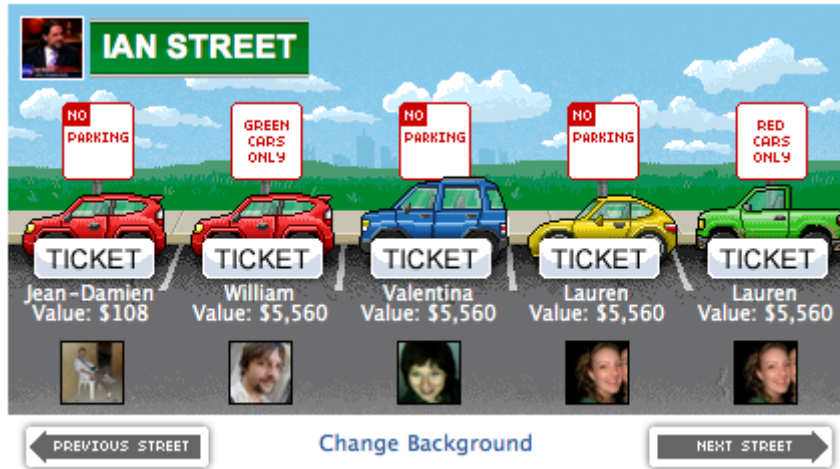 IAN STREET
NO
PARKING
GREEN
CARS
ONLY
NO
PARKING
NO
PARKING
RED
CARS
ONLY
TICKET TICKET TICKET TICKET TICKET
Jean-Damien William Valentina Lauren Lauren
Value: $108 Value: $5,560 Value: $5,560 Value: $5,560 Value: $5,560
PREVIOUS STREET Change Background NEXT STREET